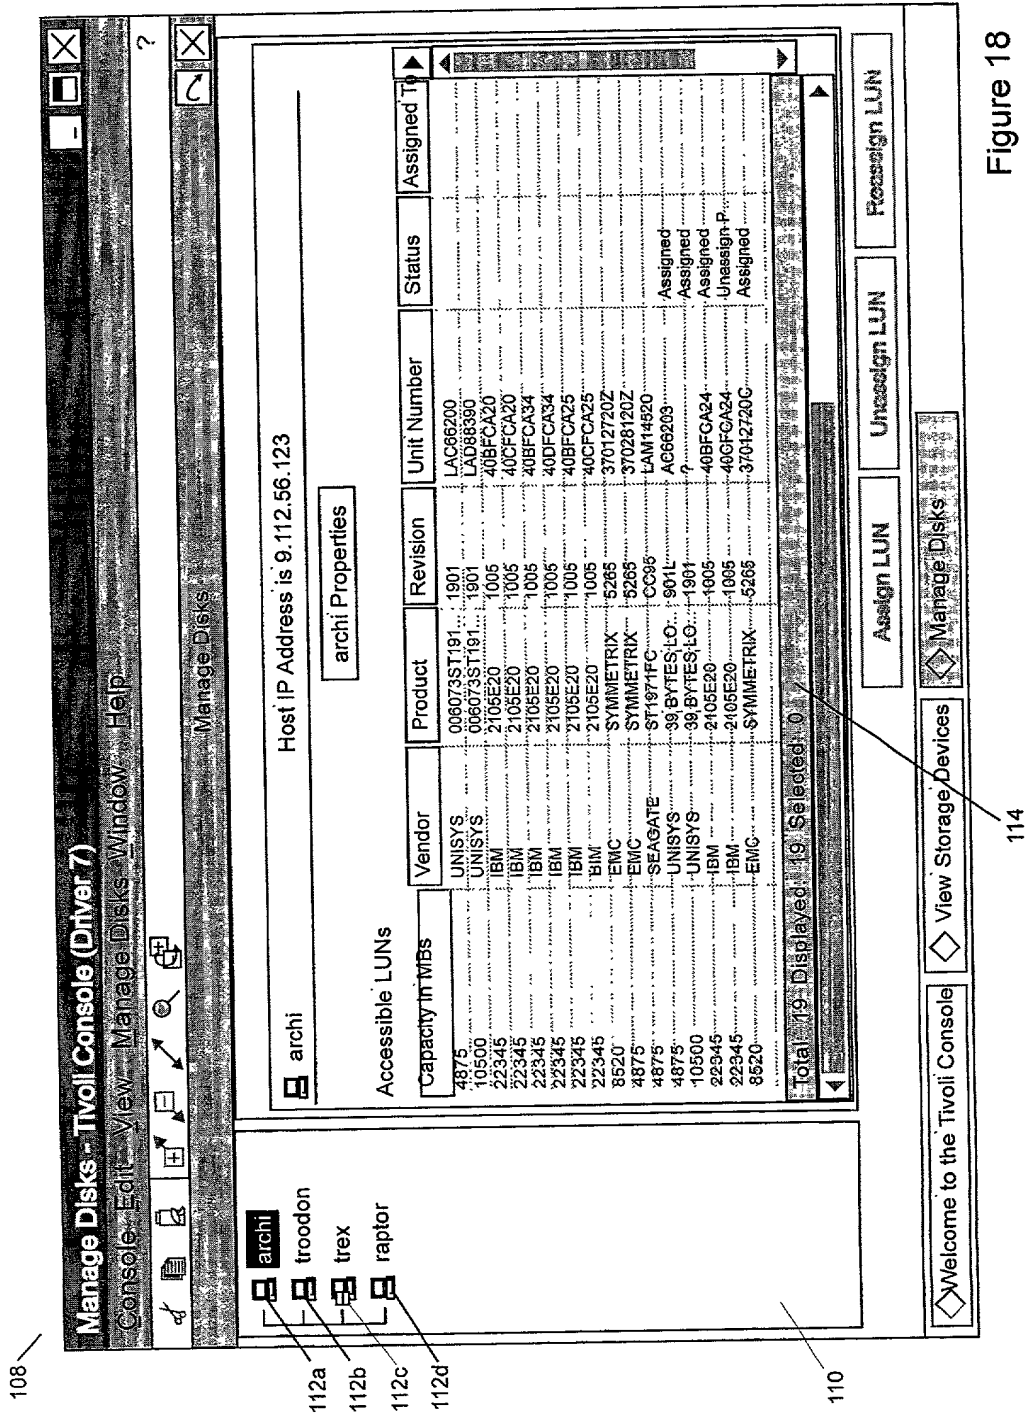 108
Manage Disks - Tivoli Console (Driver 7)
Console Edit View Manage Disks Window Help
?
Manage Disks
112a
112b
112c
112d
archi
troodon
trex
raptor
110
archi Host IP Address is 9.112.56.123
archi Properties
Accessible LUNs
Capacity in MBs Vendor Product Revision Unit Number Status Assigned To
4875 UNISYS 006073ST191... 1901 LAC66200
10500 UNISYS 006073ST191... 1901 LAD88390
22345 IBM 2105E20 1005 40BFCA20
22345 IBM 2105E20 1005 40CFCA20
22345 IBM 2105E20 1005 40BFCA34
22345 IBM 2105E20 1005 40DFCA34
22345 IBM 2105E20 1005 40BFCA25
22345 BIM 2105E20 1005 40CFCA25
8520 EMC SYMMETRIX 5265 37012720Z
4875 EMC SYMMETRIX 5265 37028120Z
4875 SEAGATE ST1971FC CC95 LAM14520
4875 UNISYS 39 BYTES LO... 901L AC66203 Assigned
10500 UNISYS 39 BYTES LO... 1901 ? Assigned
22345 IBM 2105E20 1005 40BFCA24 Assigned
22345 IBM 2105E20 1005 40CFCA24 Unassign P
8520 EMC SYMMETRIX 5265 37012720C Assigned
Total 19 Displayed 19 Selected 0
Assign LUN Unassign LUN Reassign LUN
Welcome to the Tivoli Console View Storage Devices Manage Disks
114
Figure 18